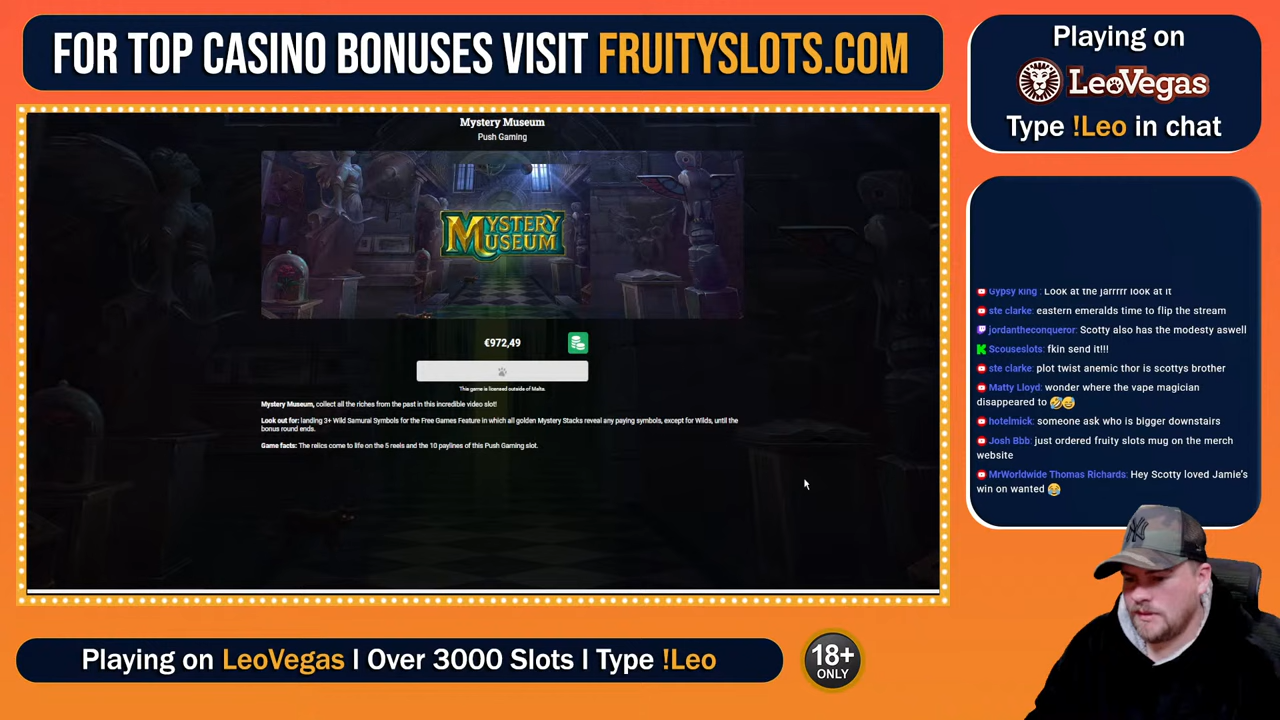 FOR TOP CASINO BONUSES VISIT FRUITYSLOTS.COM
Playing on
LeoVegas
Type !Leo in chat
Mystery Museum
Push Gaming
MYSTERY
MUSEUM
€972,49
This game is licensed outside of Malta.
Mystery Museum, collect all the riches from the past in this incredible video slot!
Look out for: landing 3+ Wild Samurai Symbols for the Free Games Feature in which all golden Mystery Stacks reveal any paying symbols, except for Wilds, until the
bonus round ends.
Game facts: The relics come to life on the 5 reels and the 10 paylines of this Push Gaming slot.
Gypsy King : Look at the jarrrrr look at it
ste clarke: eastern emeralds time to flip the stream
jordantheconqueror: Scotty also has the modesty aswell
Scouseslots: fkin send it!!!
ste clarke: plot twist anemic thor is scottys brother
Matty Lloyd: wonder where the vape magician
disappeared to 🤣😅
hotelmick: someone ask who is bigger downstairs
Josh Bbb: just ordered fruity slots mug on the merch
website
MrWorldwide Thomas Richards: Hey Scotty loved Jamie's
win on wanted 😂
Playing on LeoVegas I Over 3000 Slots I Type !Leo
18+
ONLY